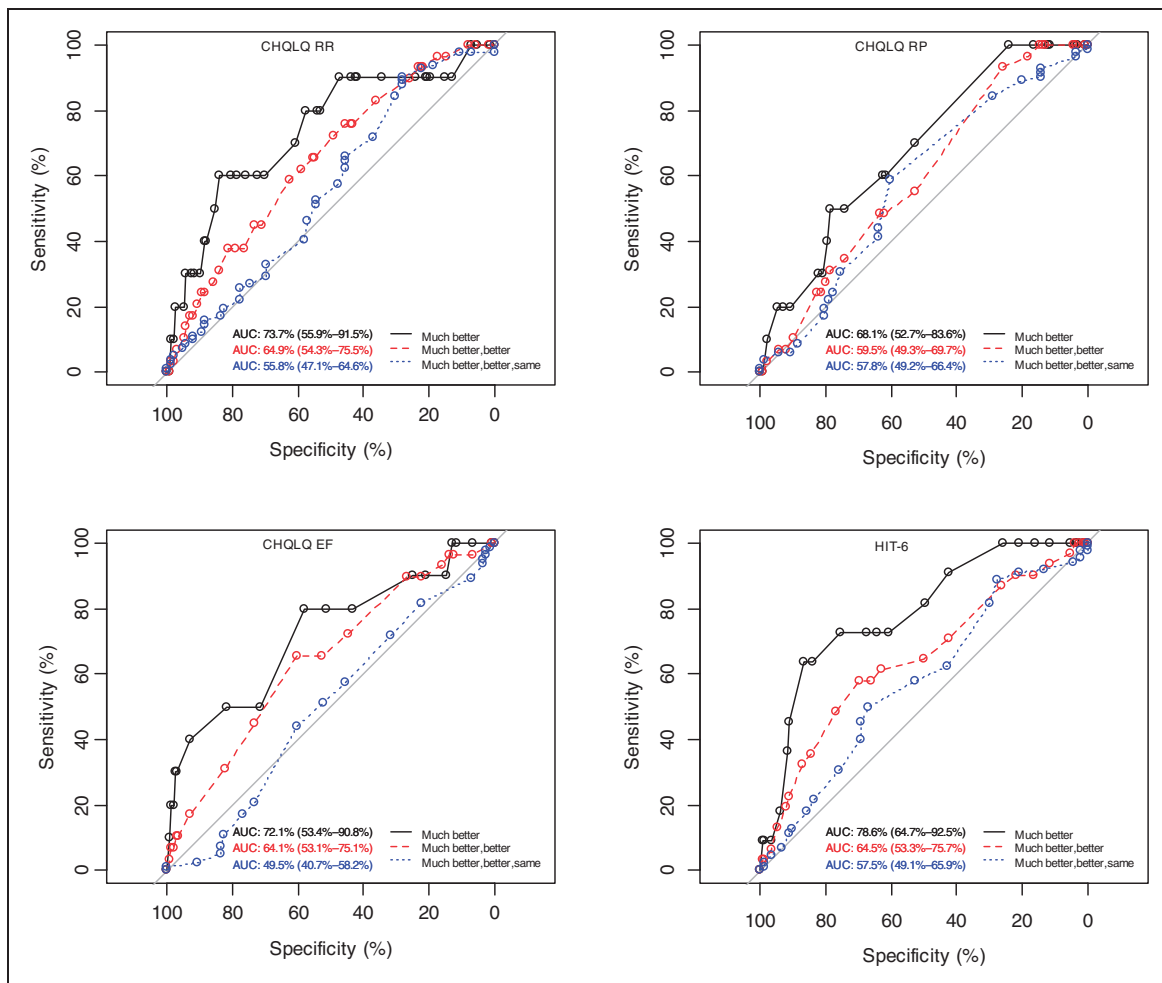 CHQLQ RR
100
80
60
40
20
0
Sensitivity (%)
AUC: 73.7% (55.9%–91.5%) Much better
AUC: 64.9% (54.3%–75.5%) Much better,better
AUC: 55.8% (47.1%–64.6%) Much better,better,same
100 80 60 40 20 0
Specificity (%)
CHQLQ RP
100
80
60
40
20
0
Sensitivity (%)
AUC: 68.1% (52.7%–83.6%) Much better
AUC: 59.5% (49.3%–69.7%) Much better,better
AUC: 57.8% (49.2%–66.4%) Much better,better,same
100 80 60 40 20 0
Specificity (%)
CHQLQ EF
100
80
60
40
20
0
Sensitivity (%)
AUC: 72.1% (53.4%–90.8%) Much better
AUC: 64.1% (53.1%–75.1%) Much better,better
AUC: 49.5% (40.7%–58.2%) Much better,better,same
100 80 60 40 20 0
Specificity (%)
HIT-6
100
80
60
40
20
0
Sensitivity (%)
AUC: 78.6% (64.7%–92.5%) Much better
AUC: 64.5% (53.3%–75.7%) Much better,better
AUC: 57.5% (49.1%–65.9%) Much better,better,same
100 80 60 40 20 0
Specificity (%)